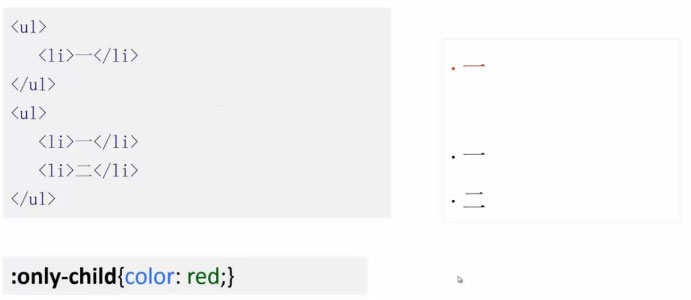 <ul>
<li>一</li>
</ul>
<ul>
<li>一</li>
<li>二</li>
</ul>
:only-child{color: red;}
• 一
• 一
• 二